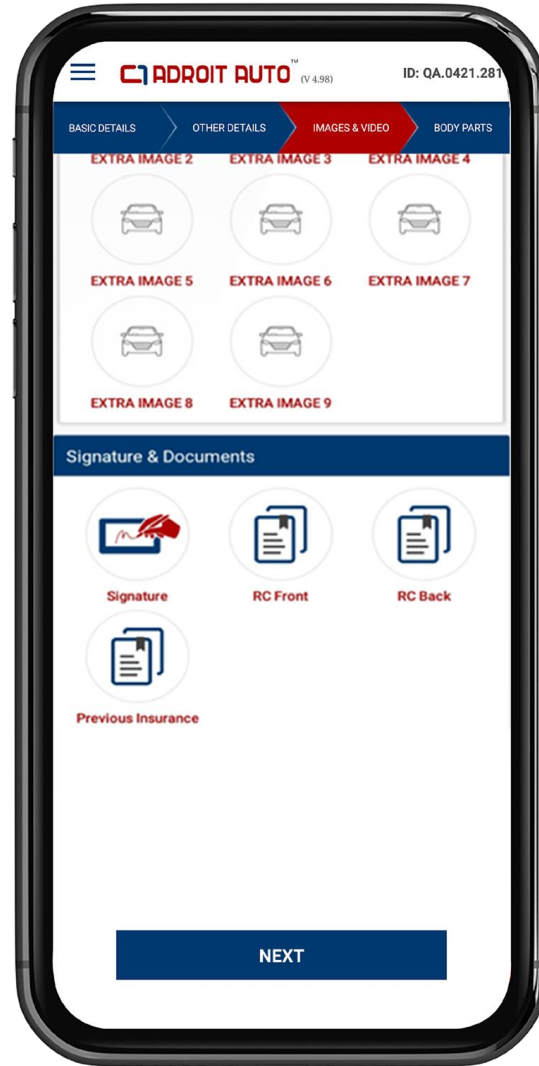 ADROIT AUTO™ (V 4.98) ID: QA.0421.281
BASIC DETAILS OTHER DETAILS IMAGES & VIDEO BODY PARTS
EXTRA IMAGE 2 EXTRA IMAGE 3 EXTRA IMAGE 4
EXTRA IMAGE 5 EXTRA IMAGE 6 EXTRA IMAGE 7
EXTRA IMAGE 8 EXTRA IMAGE 9
Signature & Documents
Signature RC Front RC Back
Previous Insurance
NEXT